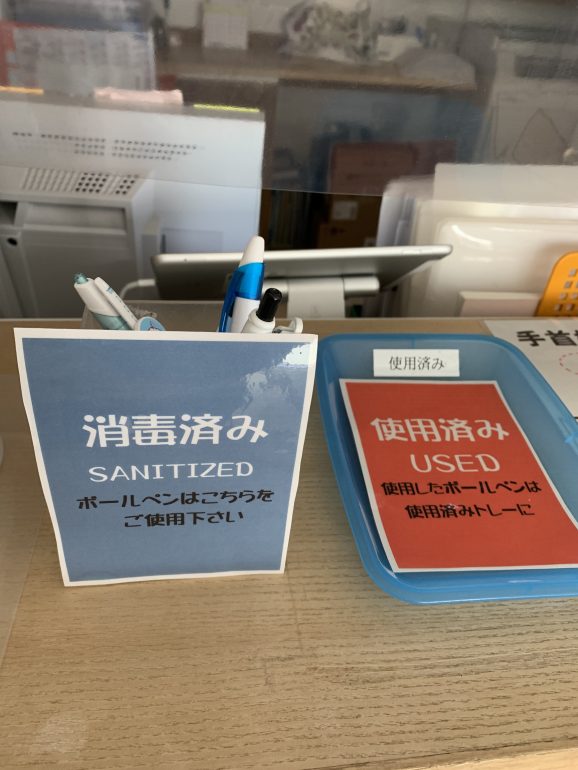 消毒済み
SANITIZED
ボールペンはこちらを
ご使用下さい
使用済み
使用済み
USED
使用したボールペンは
使用済みトレーに
手首